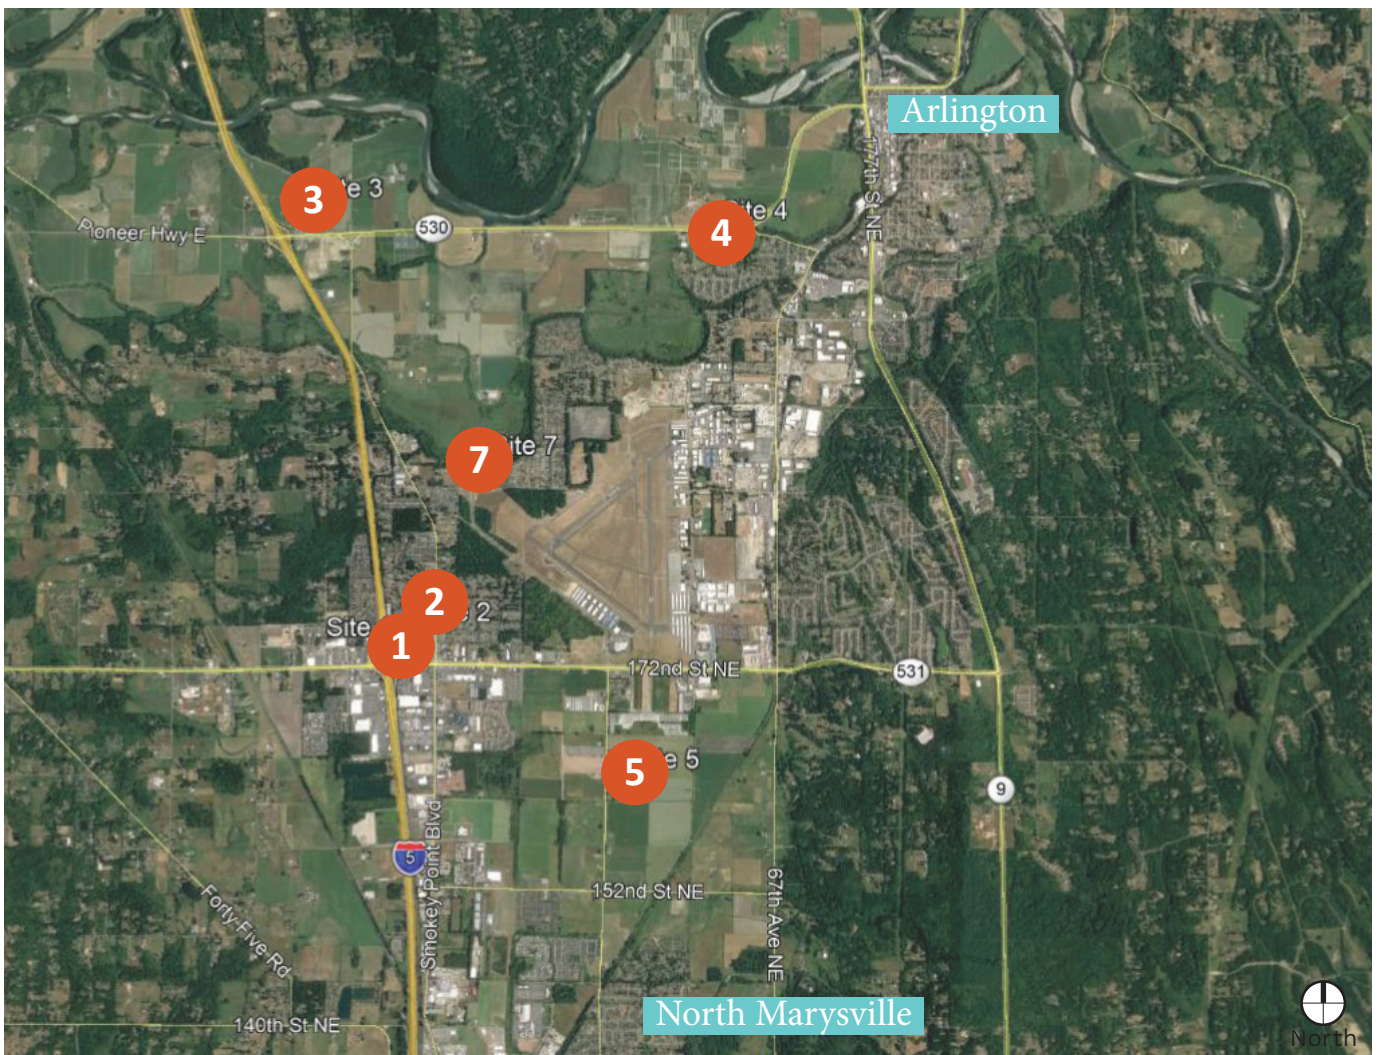 Arlington
177th St NE
3
te 3
ite 4
4
530
Pioneer Hwy E
7
ite 7
2
2
Site
1
172nd St NE
531
5
e 5
9
5
Smokey Point Blvd
152nd St NE
67th Ave NE
Forty Five Rd
North Marysville
140th St NE
North